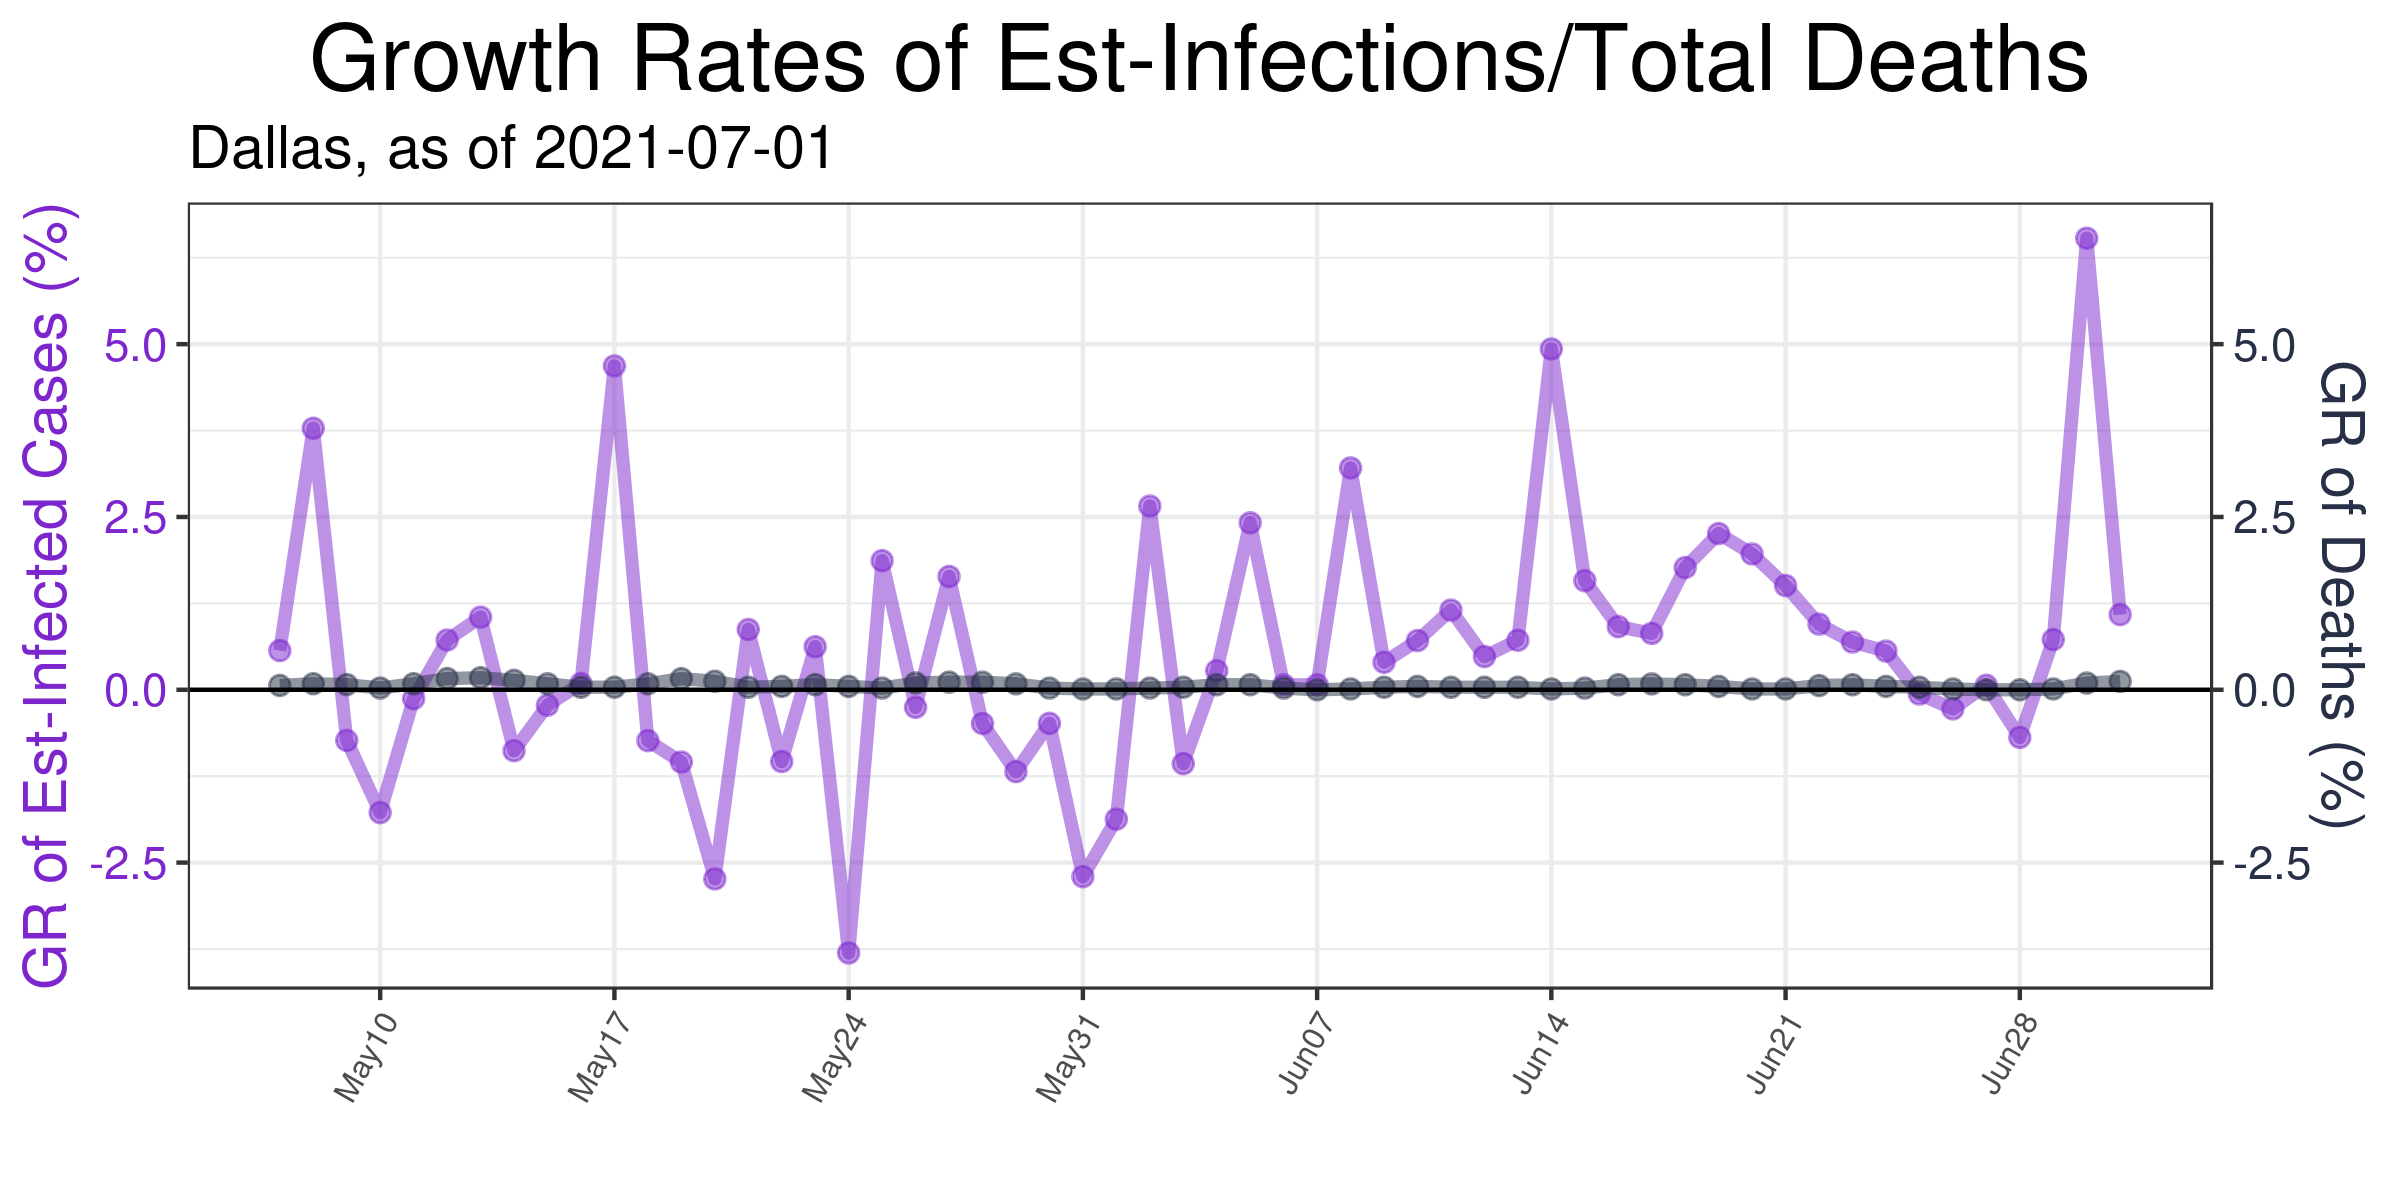 Growth Rates of Est-Infections/Total Deaths
Dallas, as of 2021-07-01
GR of Est-Infected Cases (%)
5.0
2.5
0.0
-2.5
5.0
2.5
0.0
-2.5
GR of Deaths (%)
May10
May17
May24
May31
Jun07
Jun14
Jun21
Jun28